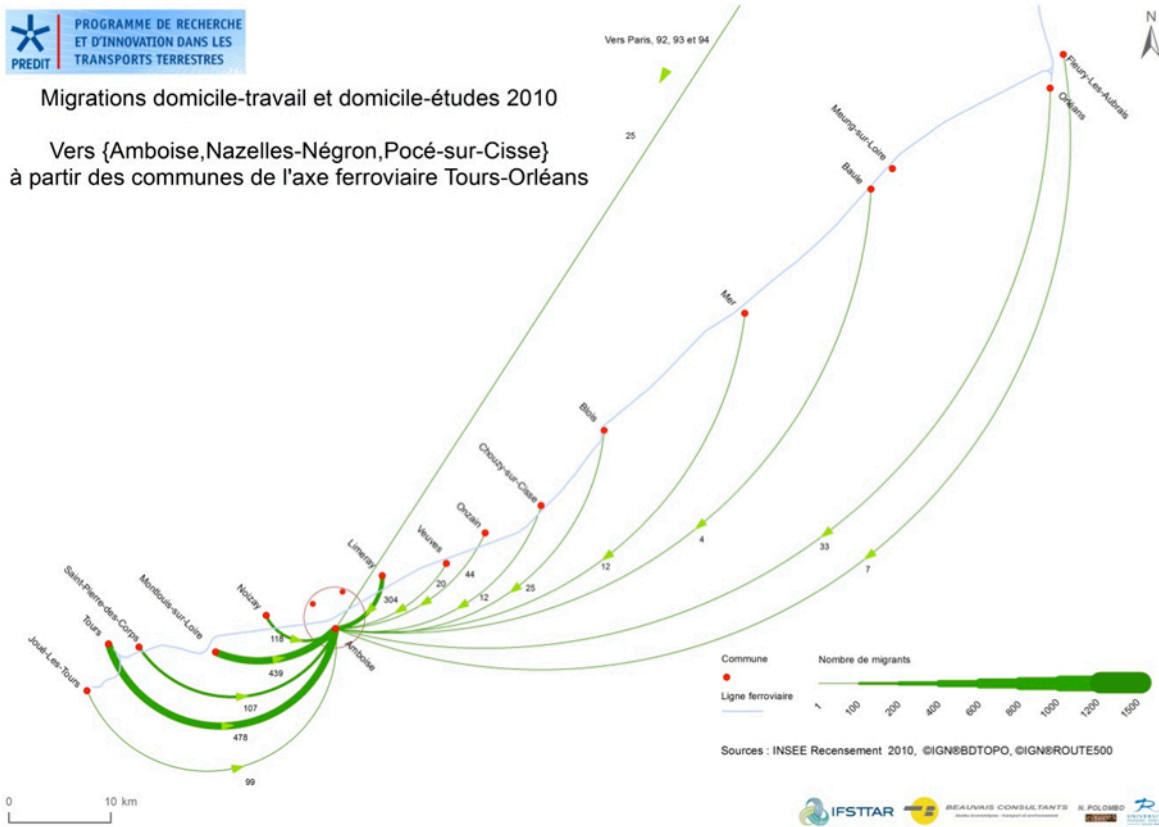 PREDIT
PROGRAMME DE RECHERCHE
ET D'INNOVATION DANS LES
TRANSPORTS TERRESTRES
Migrations domicile-travail et domicile-études 2010
Vers {Amboise,Nazelles-Négron,Pocé-sur-Cisse}
à partir des communes de l'axe ferroviaire Tours-Orléans
Vers Paris, 92, 93 et 94
N
25
Fleury-Les-Aubrais
Orléans
Meung-sur-Loire
Baule
Mer
Blois
Chouzy-sur-Cisse
Onzain
Veuves
Limeray
Noizay
Montlouis-sur-Loire
Saint-Pierre-des-Corps
Tours
Joué-Les-Tours
Amboise
304
20
44
12
25
12
4
33
7
118
439
107
478
99
Commune
Ligne ferroviaire
Nombre de migrants
1
100
200
400
600
800
1000
1200
1500
Sources : INSEE Recensement 2010, ©IGN®BDTOPO, ©IGN®ROUTE500
0
10 km
IFSTTAR
BEAUVAIS CONSULTANTS
N. POLOMBO